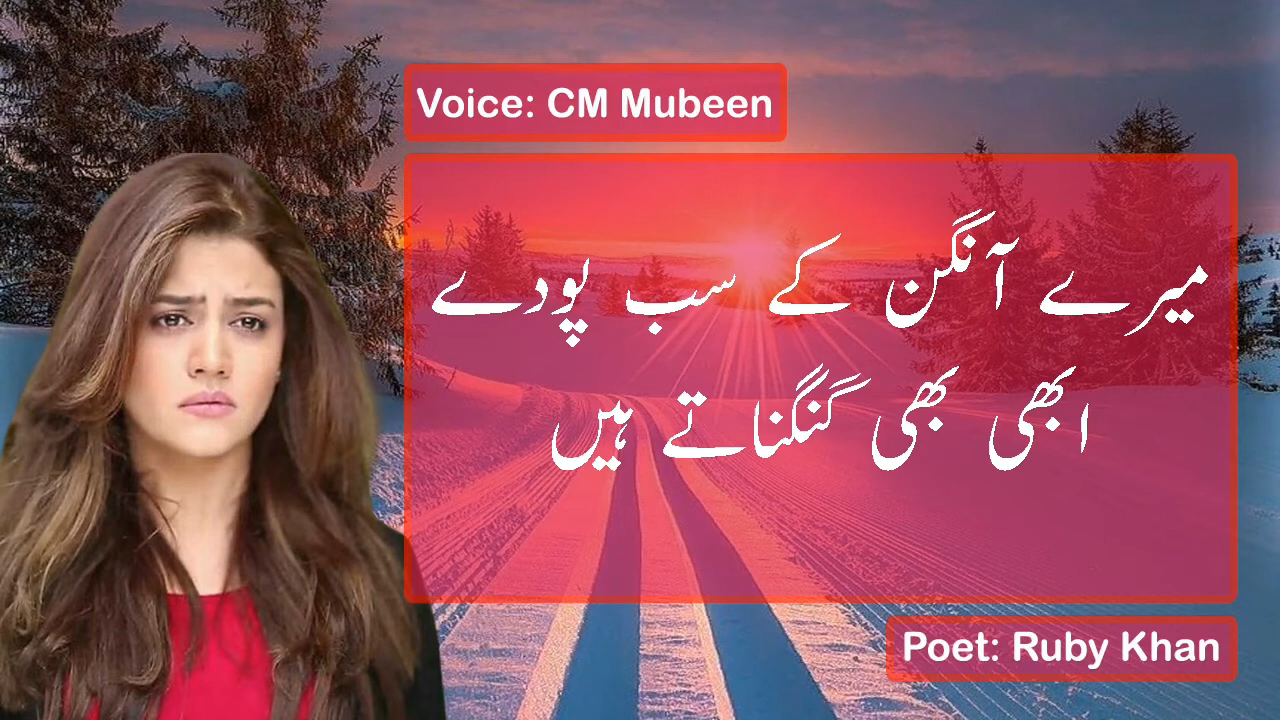 Voice: CM Mubeen
میرے آنگن کے سب پودے
ابھی بھی گنگناتے ہیں
Poet: Ruby Khan